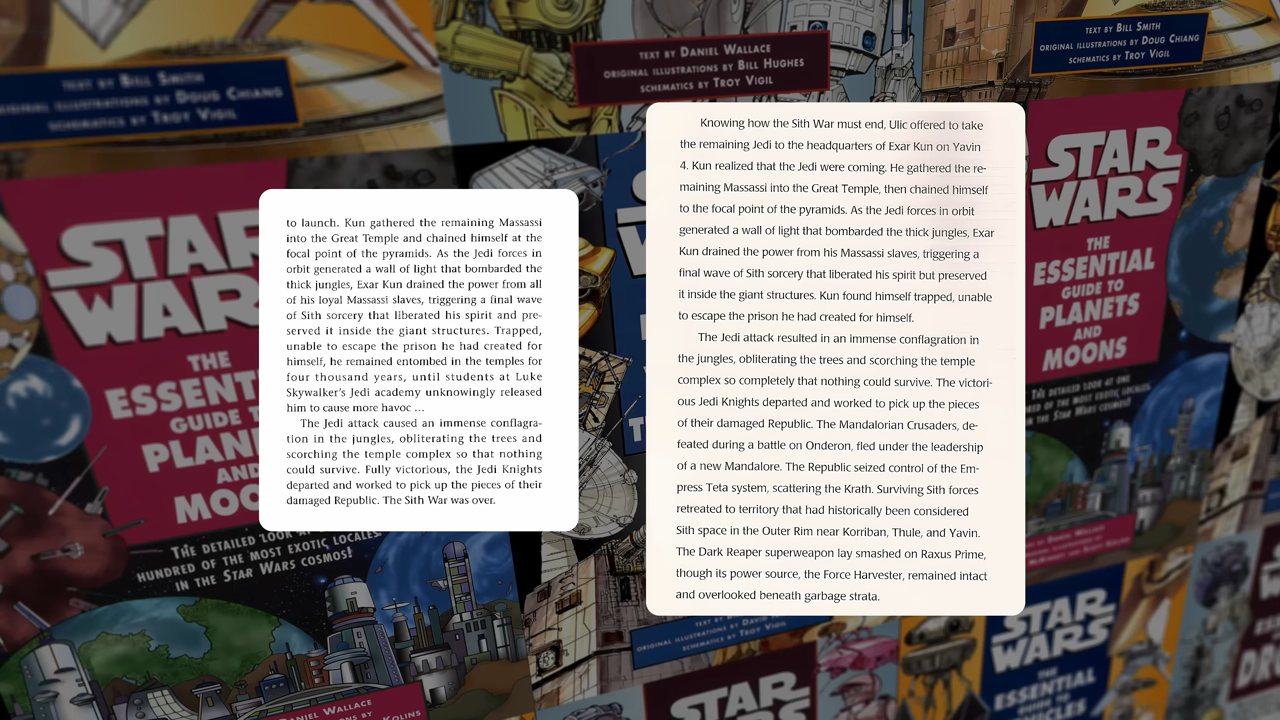 TEXT BY BILL SMITH
ORIGINAL ILLUSTRATIONS BY DOUG CHIANG
SCHEMATICS BY TROY VIGIL
TEXT BY DANIEL WALLACE
ORIGINAL ILLUSTRATIONS BY BILL HUGHES
SCHEMATICS BY TROY VIGIL
TEXT BY BILL SMITH
ORIGINAL ILLUSTRATIONS BY DOUG CHIANG
SCHEMATICS BY TROY VIGIL
STAR
WAR
THE
ESSENT
GUIDE T
PLAN
AND
MOO
THE DETAILED LOOK AT
HUNDRED OF THE MOST EXOTIC LOCALES
IN THE STAR WARS COSMOS!
to launch. Kun gathered the remaining Massassi
into the Great Temple and chained himself at the
focal point of the pyramids. As the Jedi forces in
orbit generated a wall of light that bombarded the
thick jungles, Exar Kun drained the power from all
of his loyal Massassi slaves, triggering a final wave
of Sith sorcery that liberated his spirit and pre-
served it inside the giant structures. Trapped,
unable to escape the prison he had created for
himself, he remained entombed in the temples for
four thousand years, until students at Luke
Skywalker's Jedi academy unknowingly released
him to cause more havoc ...
The Jedi attack caused an immense conflagra-
tion in the jungles, obliterating the trees and
scorching the temple complex so that nothing
could survive. Fully victorious, the Jedi Knights
departed and worked to pick up the pieces of their
damaged Republic. The Sith War was over.
Knowing how the Sith War must end, Ulic offered to take
the remaining Jedi to the headquarters of Exar Kun on Yavin
4. Kun realized that the Jedi were coming. He gathered the re-
maining Massassi into the Great Temple, then chained himself
to the focal point of the pyramids. As the Jedi forces in orbit
generated a wall of light that bombarded the thick jungles, Exar
Kun drained the power from his Massassi slaves, triggering a
final wave of Sith sorcery that liberated his spirit but preserved
it inside the giant structures. Kun found himself trapped, unable
to escape the prison he had created for himself.
The Jedi attack resulted in an immense conflagration in
the jungles, obliterating the trees and scorching the temple
complex so completely that nothing could survive. The victori-
ous Jedi Knights departed and worked to pick up the pieces
of their damaged Republic. The Mandalorian Crusaders, de-
feated during a battle on Onderon, fled under the leadership
of a new Mandalore. The Republic seized control of the Em-
press Teta system, scattering the Krath. Surviving Sith forces
retreated to territory that had historically been considered
Sith space in the Outer Rim near Korriban, Thule, and Yavin.
The Dark Reaper superweapon lay smashed on Raxus Prime,
though its power source, the Force Harvester, remained intact
and overlooked beneath garbage strata.
STAR
WARS
THE
ESSENTIAL
GUIDE TO
PLANETS
AND
MOONS
DANIEL WALLACE
KOLINS
ORIGINAL ILLUSTRATIONS BY DOUG CHIANG
SCHEMATICS BY TROY VIGIL
STAR
STAR
WARS
THE
ESSENTIAL